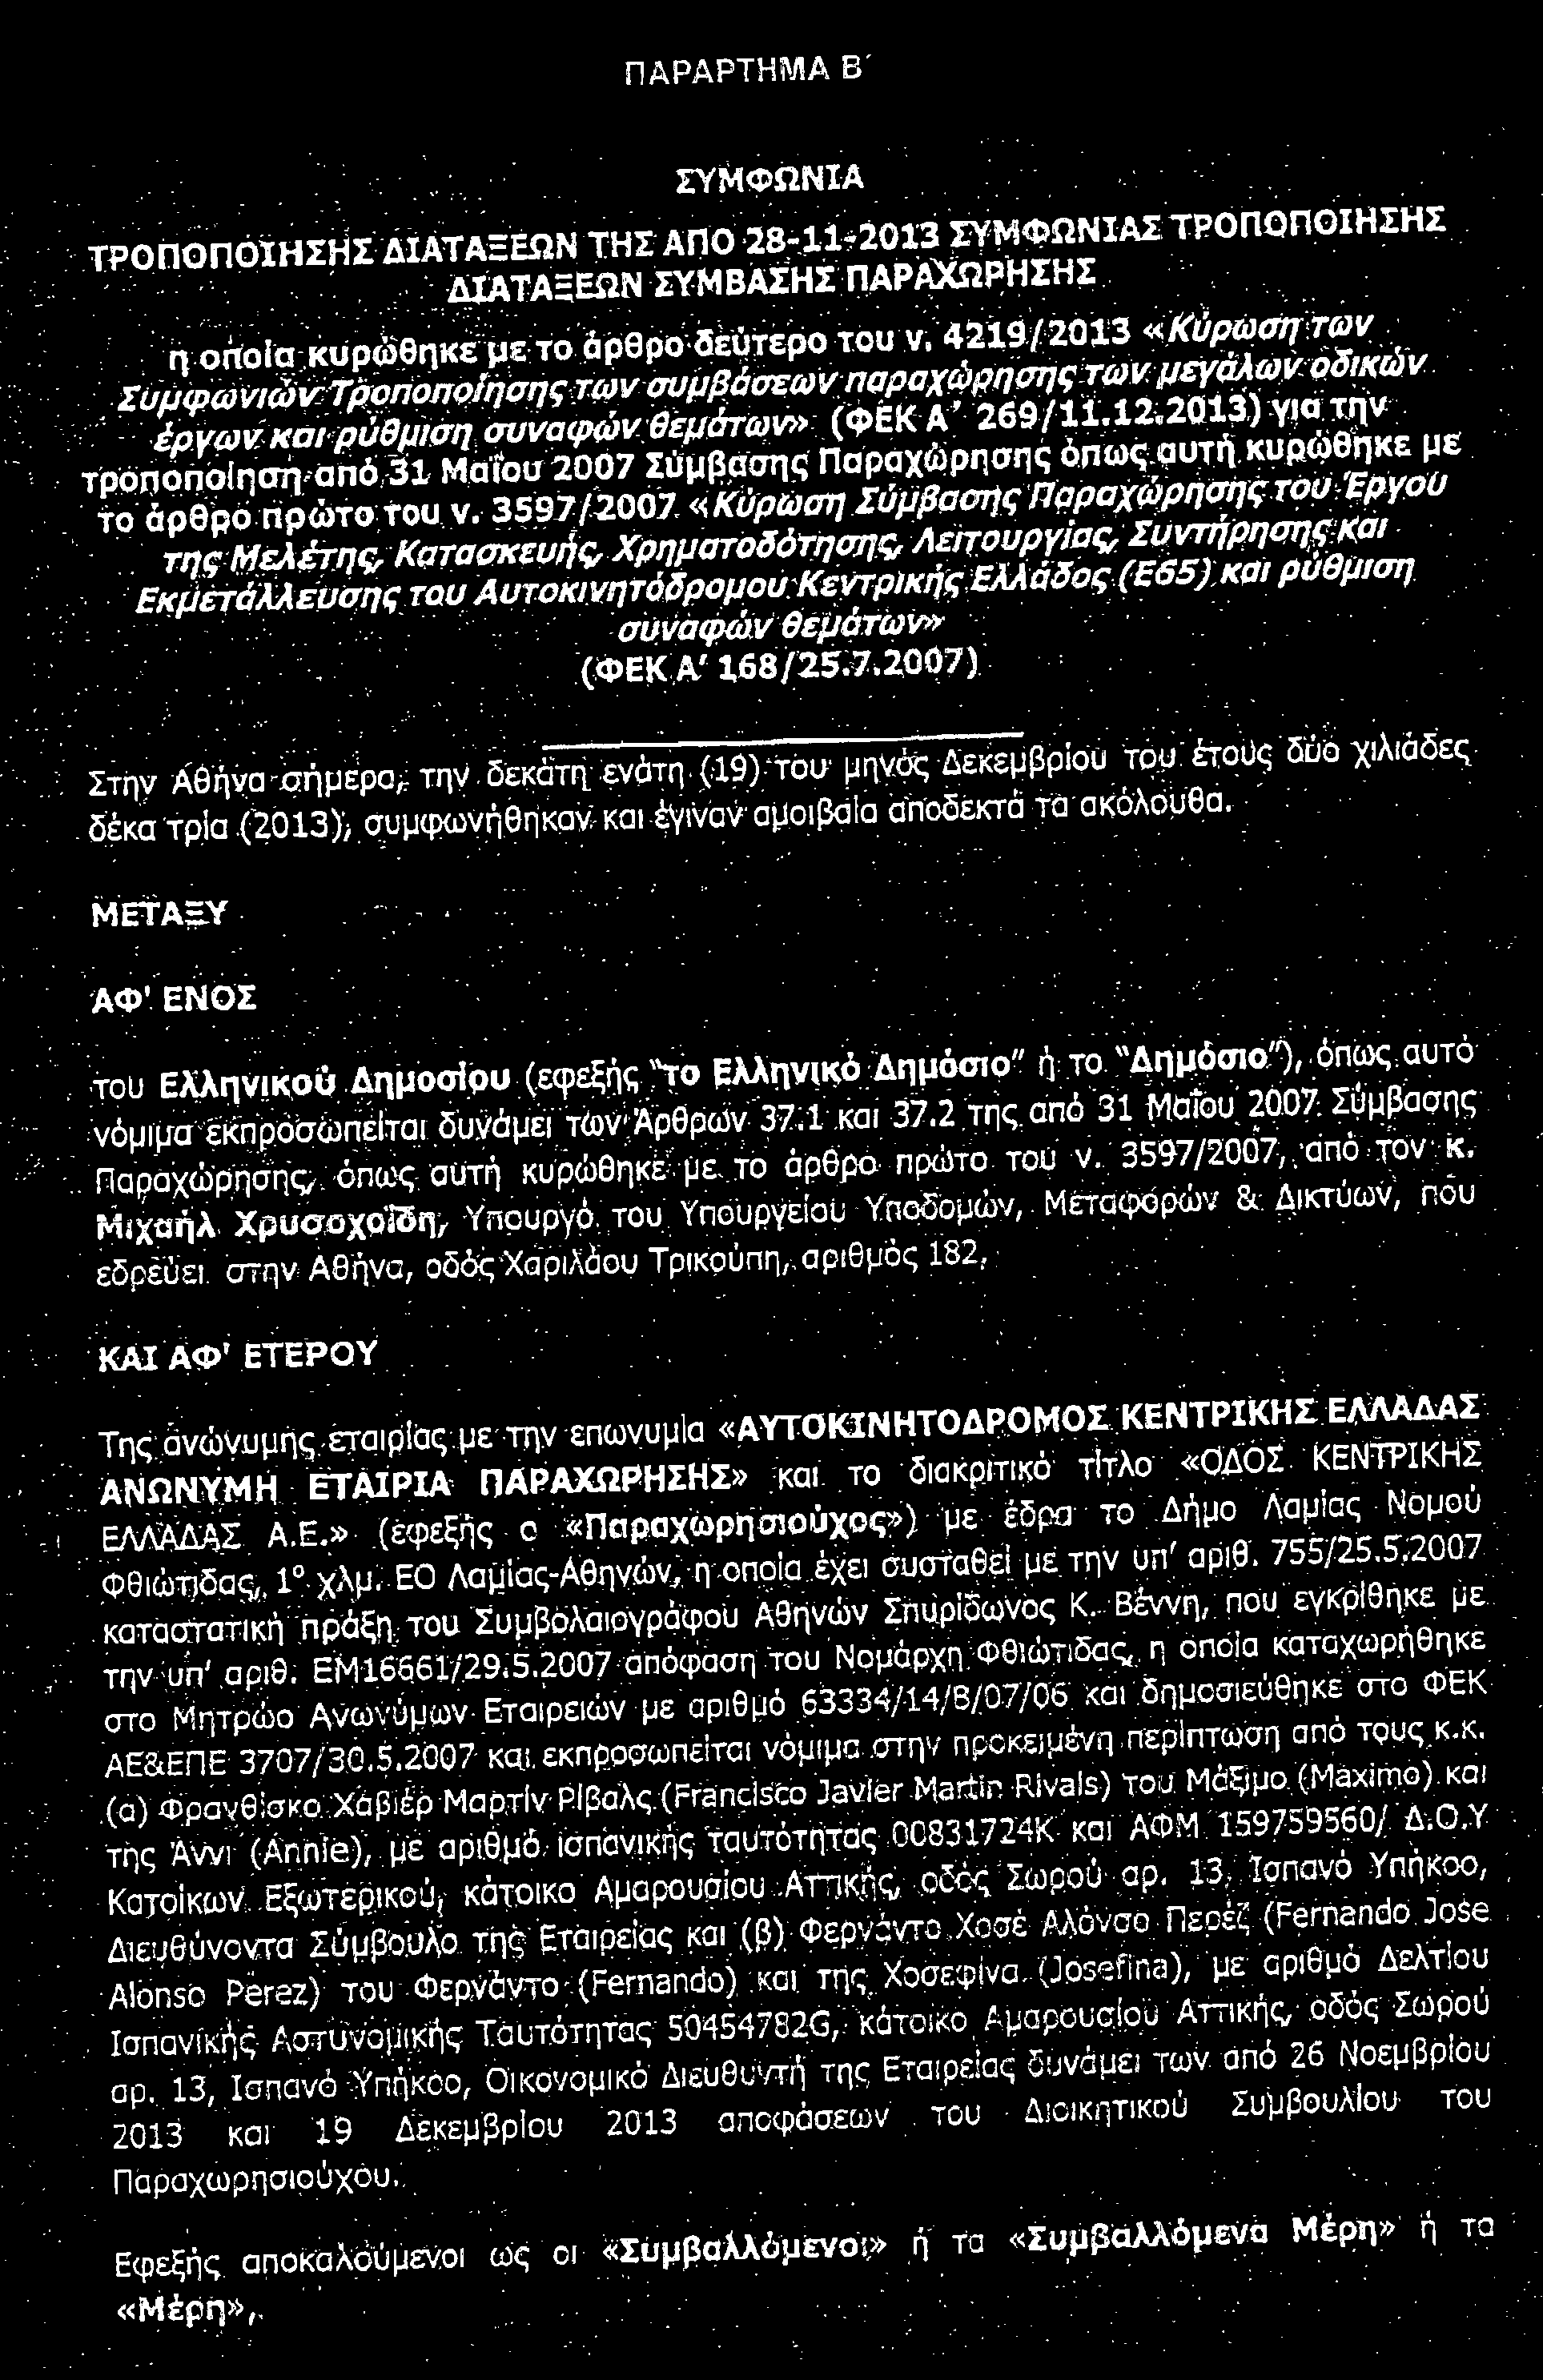 ΠΑΡΑΡΤΗΜΑ Β΄
ΣΥΜΦΩΝΙΑ
ΤΡΟΠΟΠΟΙΗΣΗΣ ΔΙΑΤΑΞΕΩΝ ΤΗΣ ΑΠΟ 28-11-2013 ΣΥΜΦΩΝΙΑΣ ΤΡΟΠΟΠΟΙΗΣΗΣ
ΔΙΑΤΑΞΕΩΝ ΣΥΜΒΑΣΗΣ ΠΑΡΑΧΩΡΗΣΗΣ
η οποία κυρώθηκε με το άρθρο δεύτερο του ν. 4219/2013 «Κύρωση των
Συμφωνιών Τροποποίησης των συμβάσεων παραχώρησης των μεγάλων οδικών
έργων και ρύθμιση συναφών θεμάτων» (ΦΕΚ Α' 269/11.12.2013) για την
τροποποίηση από 31 Μαΐου 2007 Σύμβασης Παραχώρησης όπως αυτή κυρώθηκε με
το άρθρο πρώτο του ν. 3597/2007 «Κύρωση Σύμβασης Παραχώρησης του Έργου
της Μελέτης, Κατασκευής, Χρηματοδότησης, Λειτουργίας, Συντήρησης και
Εκμετάλλευσης του Αυτοκινητόδρομου Κεντρικής Ελλάδος (Ε65) και ρύθμιση
συναφών θεμάτων»
(ΦΕΚ Α' 168/25.7.2007)
Στην Αθήνα σήμερα, την δεκάτη ενάτη (19) του μηνός Δεκεμβρίου του έτους δύο χιλιάδες
δέκα τρία (2013), συμφωνήθηκαν και έγιναν αμοιβαία αποδεκτά τα ακόλουθα.
ΜΕΤΑΞΥ
ΑΦ' ΕΝΟΣ
του Ελληνικού Δημοσίου (εφεξής "το Ελληνικό Δημόσιο" ή το "Δημόσιο"), όπως αυτό
νόμιμα εκπροσωπείται δυνάμει των Άρθρων 37.1 και 37.2 της από 31 Μαΐου 2007 Σύμβασης
Παραχώρησης, όπως αυτή κυρώθηκε με το άρθρο πρώτο του ν. 3597/2007, από τον κ.
Μιχαήλ Χρυσοχοΐδη, Υπουργό του Υπουργείου Υποδομών, Μεταφορών & Δικτύων, που
εδρεύει στην Αθήνα, οδός Χαριλάου Τρικούπη, αριθμός 182,
ΚΑΙ ΑΦ' ΕΤΕΡΟΥ
Της ανώνυμης εταιρίας με την επωνυμία «ΑΥΤΟΚΙΝΗΤΟΔΡΟΜΟΣ ΚΕΝΤΡΙΚΗΣ ΕΛΛΑΔΑΣ
ΑΝΩΝΥΜΗ ΕΤΑΙΡΙΑ ΠΑΡΑΧΩΡΗΣΗΣ» και το διακριτικό τίτλο «ΟΔΟΣ ΚΕΝΤΡΙΚΗΣ
ΕΛΛΑΔΑΣ Α.Ε.» (εφεξής ο «Παραχωρησιούχος») με έδρα το Δήμο Λαμίας Νομού
Φθιώτιδας, 1° χλμ. ΕΟ Λαμίας-Αθηνών, η οποία έχει συσταθεί με την υπ' αριθ. 755/25.5.2007
καταστατική πράξη του Συμβολαιογράφου Αθηνών Σπυρίδωνος Κ. Βέννη, που εγκρίθηκε με
την υπ' αριθ. ΕΜ16661/29.5.2007 απόφαση του Νομάρχη Φθιώτιδας, η οποία καταχωρήθηκε
στο Μητρώο Ανωνύμων Εταιρειών με αριθμό 63334/14/Β/07/06 και δημοσιεύθηκε στο ΦΕΚ
ΑΕ&ΕΠΕ 3707/30.5.2007 και εκπροσωπείται νόμιμα στην προκειμένη περίπτωση από τους κ.κ.
(α) Φρανθίσκο Χάβιέρ Μαρτίν Ρίβαλς (Francisco Javier Martin Rivals) του Μάξιμο (Màximo) και
της Άννι (Annie), με αριθμό ισπανικής ταυτότητας 00831724Κ και ΑΦΜ 159759560/ Δ.Ο.Υ
Κατοίκων Εξωτερικού, κάτοικο Αμαρουσίου Αττικής, οδός Σωρού αρ. 13, Ισπανό Υπήκοο,
Διευθύνοντα Σύμβουλο της Εταιρείας και (β) Φερνάντο Χοσέ Αλόνσο Περέζ (Fernando Jose
Alonso Perez) του Φερνάντο (Fernando) και της Χοσεφίνα (Josefina), με αριθμό Δελτίου
Ισπανικής Αστυνομικής Ταυτότητας 50454782G, κάτοικο Αμαρουσίου Αττικής, οδός Σωρού
αρ. 13, Ισπανό Υπήκοο, Οικονομικό Διευθυντή της Εταιρείας δυνάμει των από 26 Νοεμβρίου
2013 και 19 Δεκεμβρίου 2013 αποφάσεων του Διοικητικού Συμβουλίου του
Παραχωρησιούχου.
Εφεξής αποκαλούμενοι ως οι «Συμβαλλόμενοι» ή τα «Συμβαλλόμενα Μέρη» ή τα
«Μέρη»,